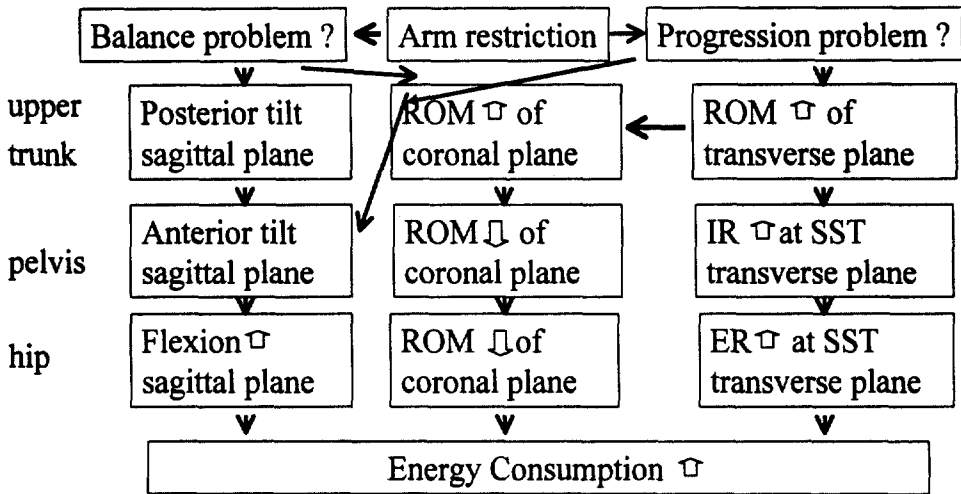 Balance problem ?
Arm restriction
Progression problem ?
upper
trunk
Posterior tilt
sagittal plane
ROM ⇧ of
coronal plane
ROM ⇧ of
transverse plane
pelvis
Anterior tilt
sagittal plane
ROM ⇩ of
coronal plane
IR ⇧ at SST
transverse plane
hip
Flexion ⇧
sagittal plane
ROM ⇩ of
coronal plane
ER ⇧ at SST
transverse plane
Energy Consumption ⇧